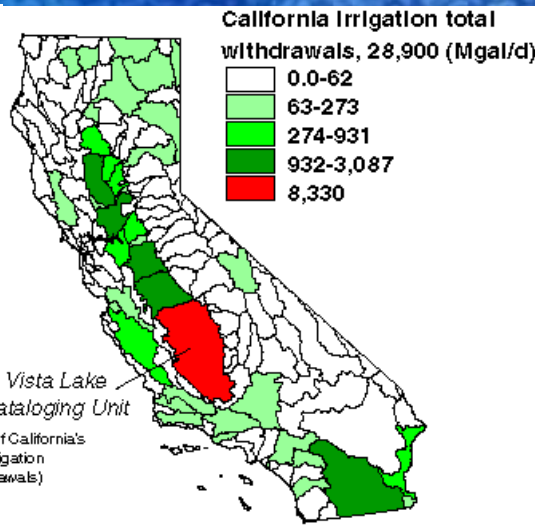 California irrigation total
withdrawals, 28,900 (Mgal/d)
0.0-62
63-273
274-931
932-3,087
8,330
Vista Lake
ataloging Unit
f California's
igation
awals)